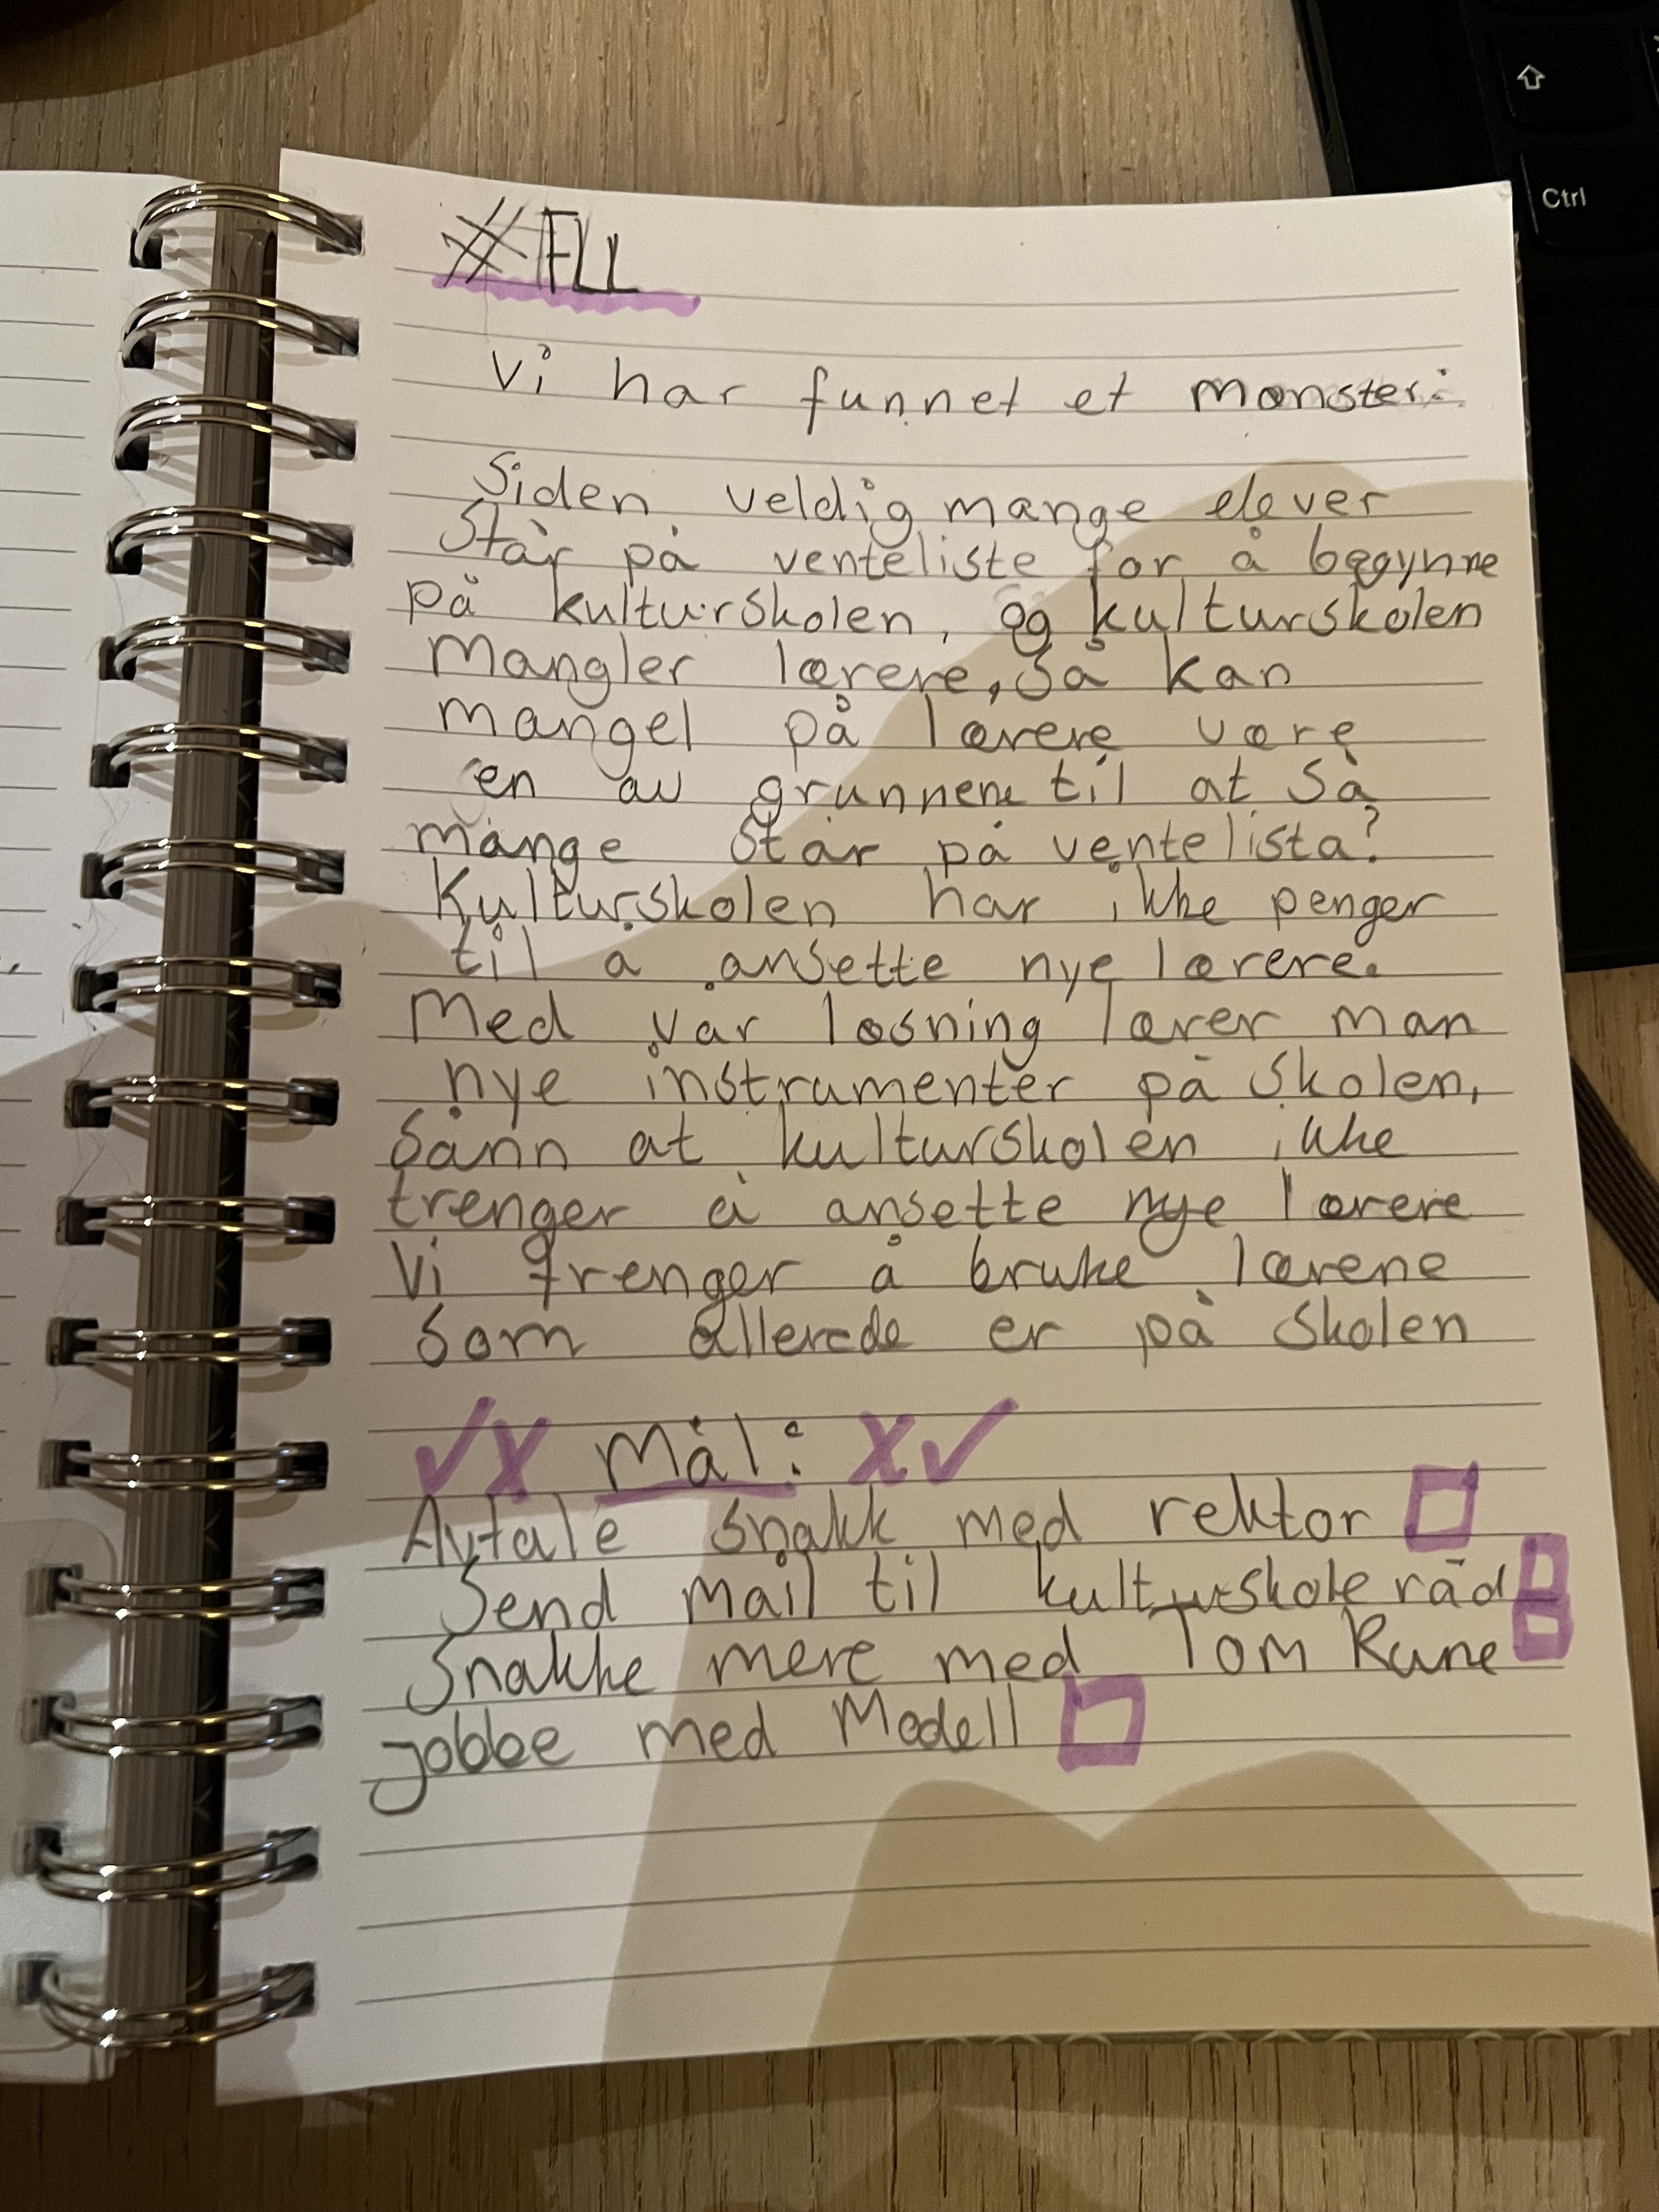 #FLL
Vi har funnet et mønster:
Siden veldig mange elever
Står på venteliste for å begynne
på kulturskolen, og kulturskolen
Mangler lærere, så kan
mangel på lærere være
en av grunnene til at så
mange står på ventelista?
Kulturskolen har ikke penger
til å ansette nye lærere.
Med vår løsning lærer man
nye instrumenter på skolen,
sånn at kulturskolen ikke
trenger å ansette nye lærere
Vi trenger å bruke lærene
som allerede er på skolen
✓X Mål: X✓
Avtale snakk med rektor
Send mail til kulturskoleråd
Snakke mere med Tom Rune
jobbe med Modell
Ctrl